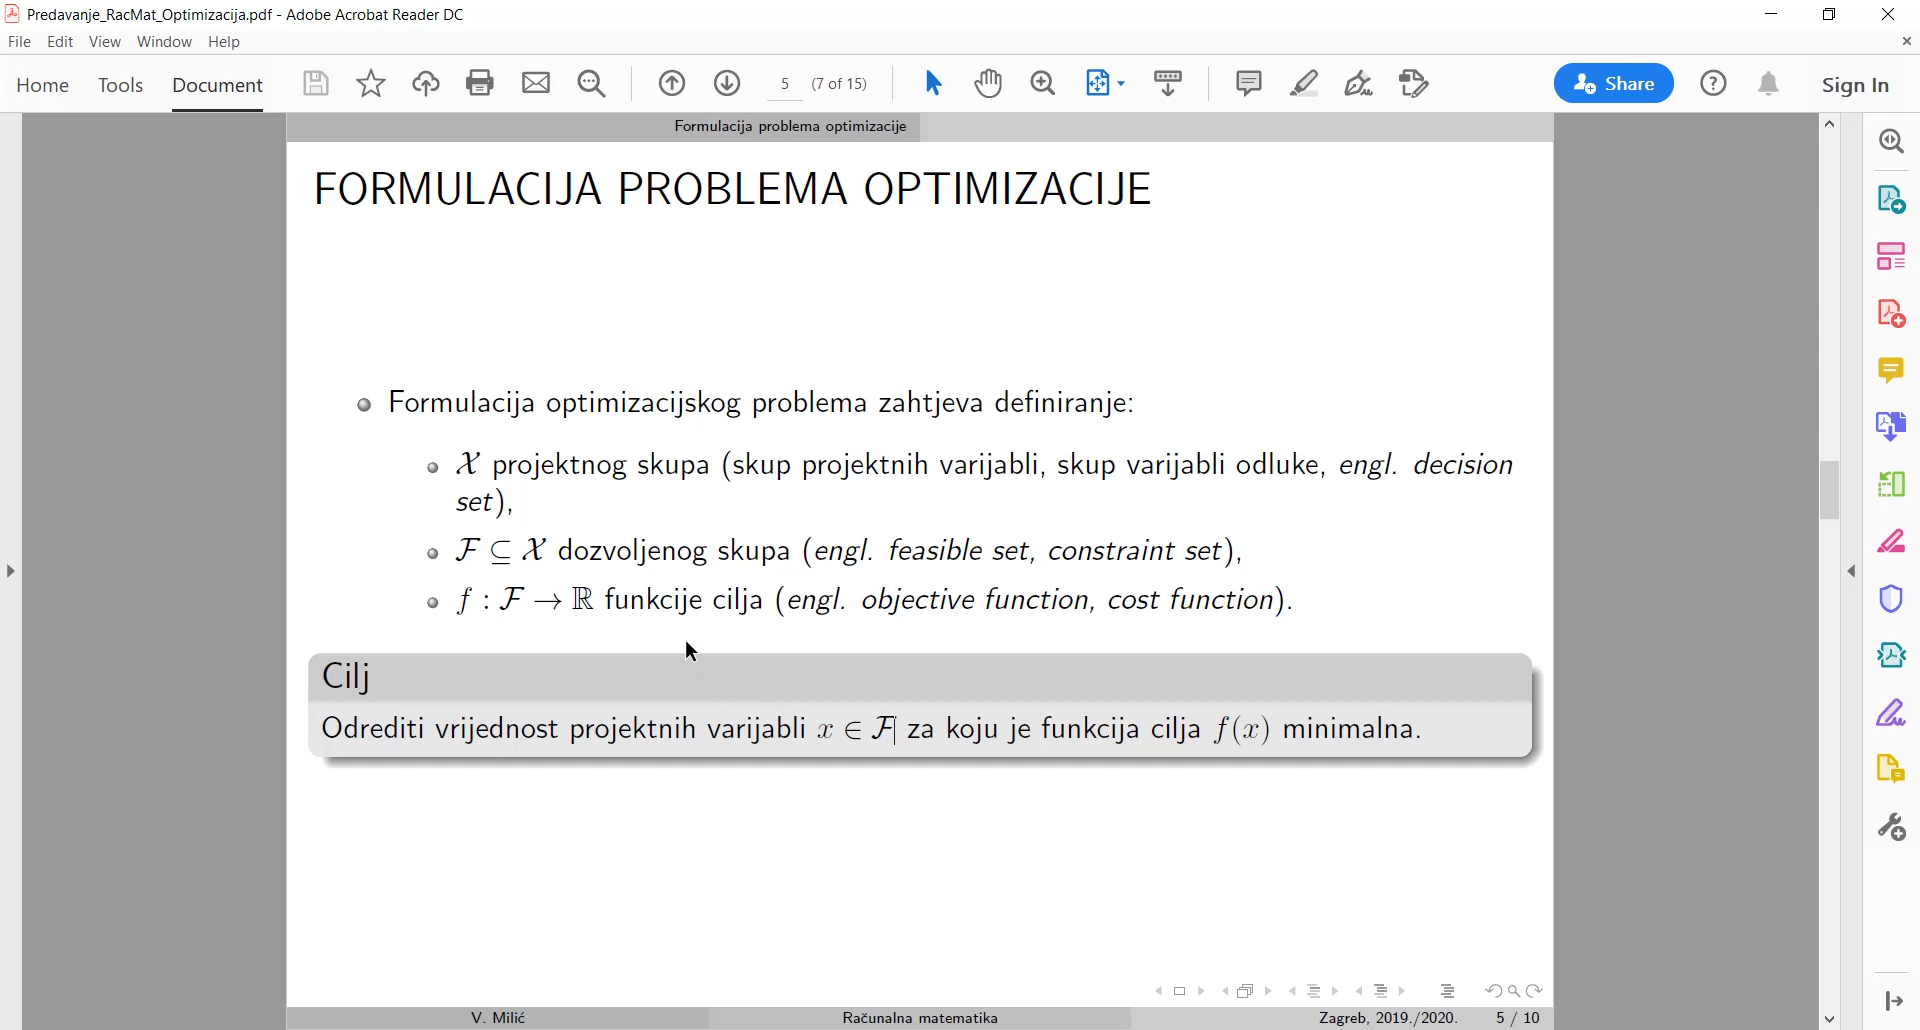 Predavanje_RacMat_Optimizacija.pdf - Adobe Acrobat Reader DC
File Edit View Window Help
Home Tools Document 5 (7 of 15) Share Sign In
Formulacija problema optimizacije
FORMULACIJA PROBLEMA OPTIMIZACIJE
Formulacija optimizacijskog problema zahtjeva definiranje:
𝒳 projektnog skupa (skup projektnih varijabli, skup varijabli odluke, engl. decision
set),
ℱ ⊆ 𝒳 dozvoljenog skupa (engl. feasible set, constraint set),
f : ℱ → ℝ funkcije cilja (engl. objective function, cost function).
Cilj
Odrediti vrijednost projektnih varijabli x ∈ ℱ za koju je funkcija cilja f(x) minimalna.
V. Milić Računalna matematika Zagreb, 2019./2020. 5 / 10